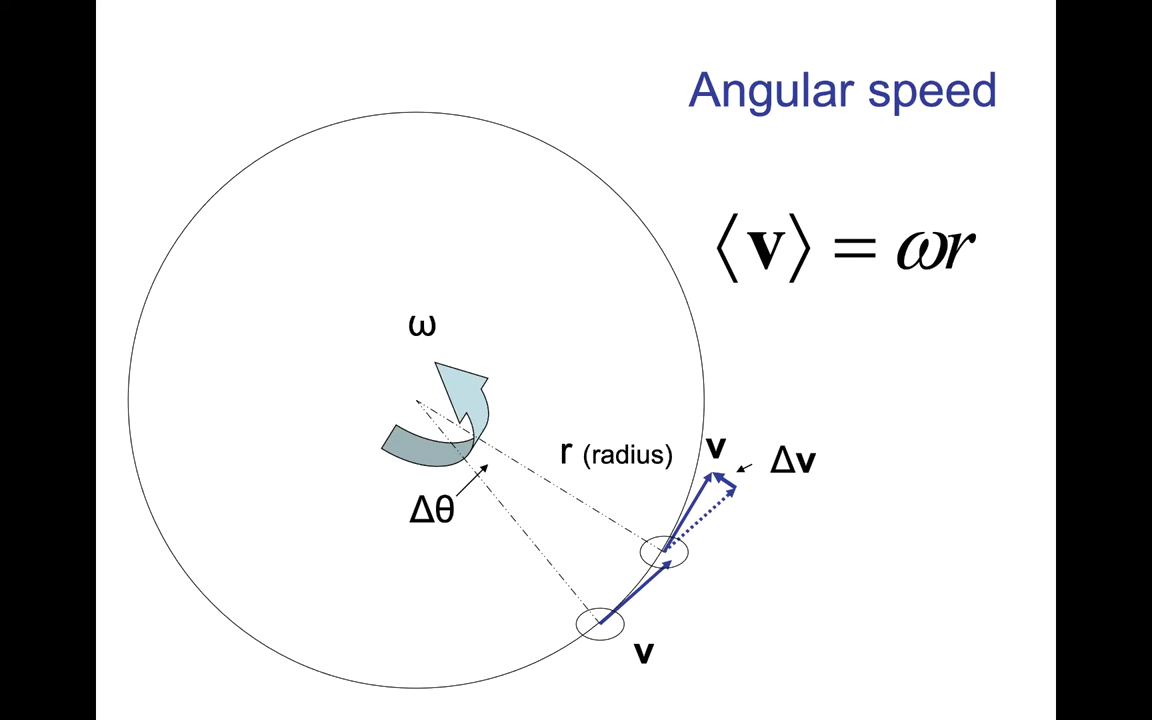 Angular speed
⟨v⟩ = ωr
ω
r (radius)
v
Δv
Δθ
v